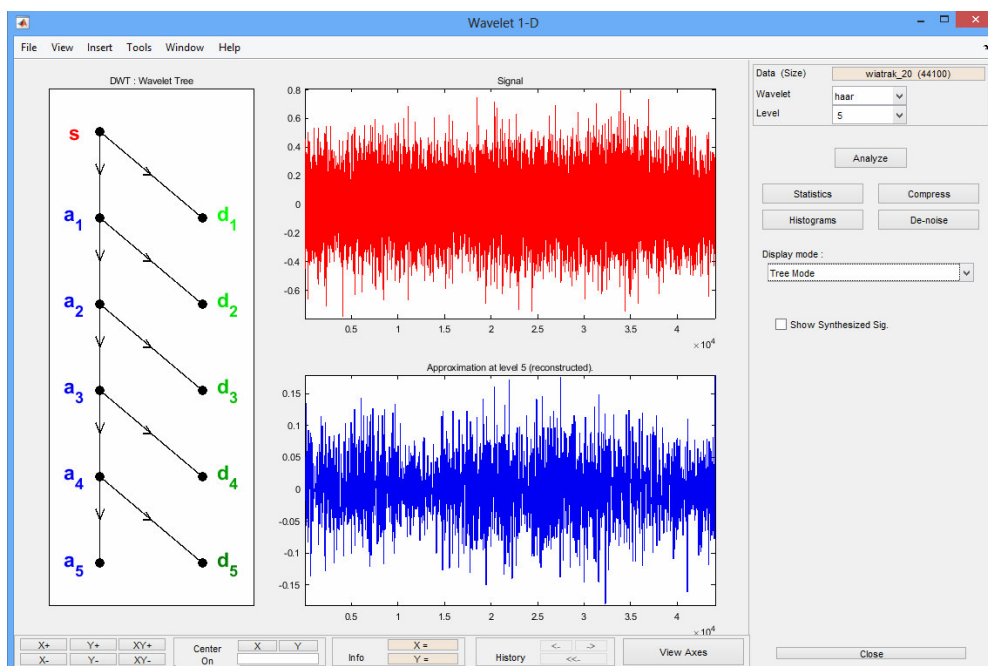 Wavelet 1-D
File View Insert Tools Window Help
DWT : Wavelet Tree
s
a1 d1
a2 d2
a3 d3
a4 d4
a5 d5
Signal
0.8
0.6
0.4
0.2
0
-0.2
-0.4
-0.6
0.5 1 1.5 2 2.5 3 3.5 4
× 10^4
Approximation at level 5 (reconstructed).
0.15
0.1
0.05
0
-0.05
-0.1
-0.15
0.5 1 1.5 2 2.5 3 3.5 4
× 10^4
Data (Size) wiatrak_20 (44100)
Wavelet haar
Level 5
Analyze
Statistics Compress
Histograms De-noise
Display mode :
Tree Mode
Show Synthesized Sig.
X+ Y+ XY+
X- Y- XY-
Center On X Y
Info X = Y =
History <- -> <<-
View Axes
Close